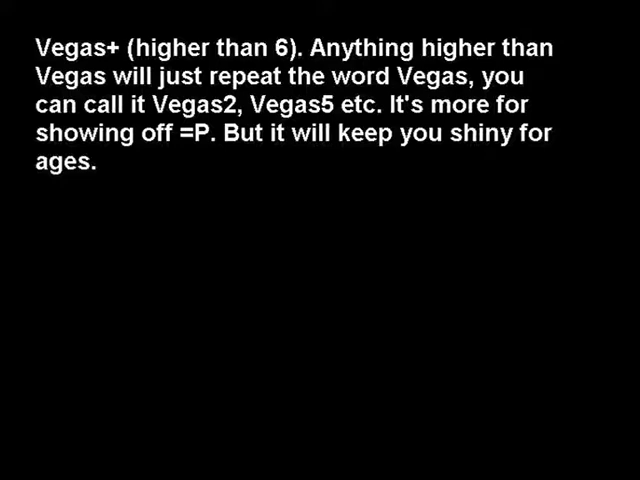 Vegas+ (higher than 6). Anything higher than
Vegas will just repeat the word Vegas, you
can call it Vegas2, Vegas5 etc. It's more for
showing off =P. But it will keep you shiny for
ages.